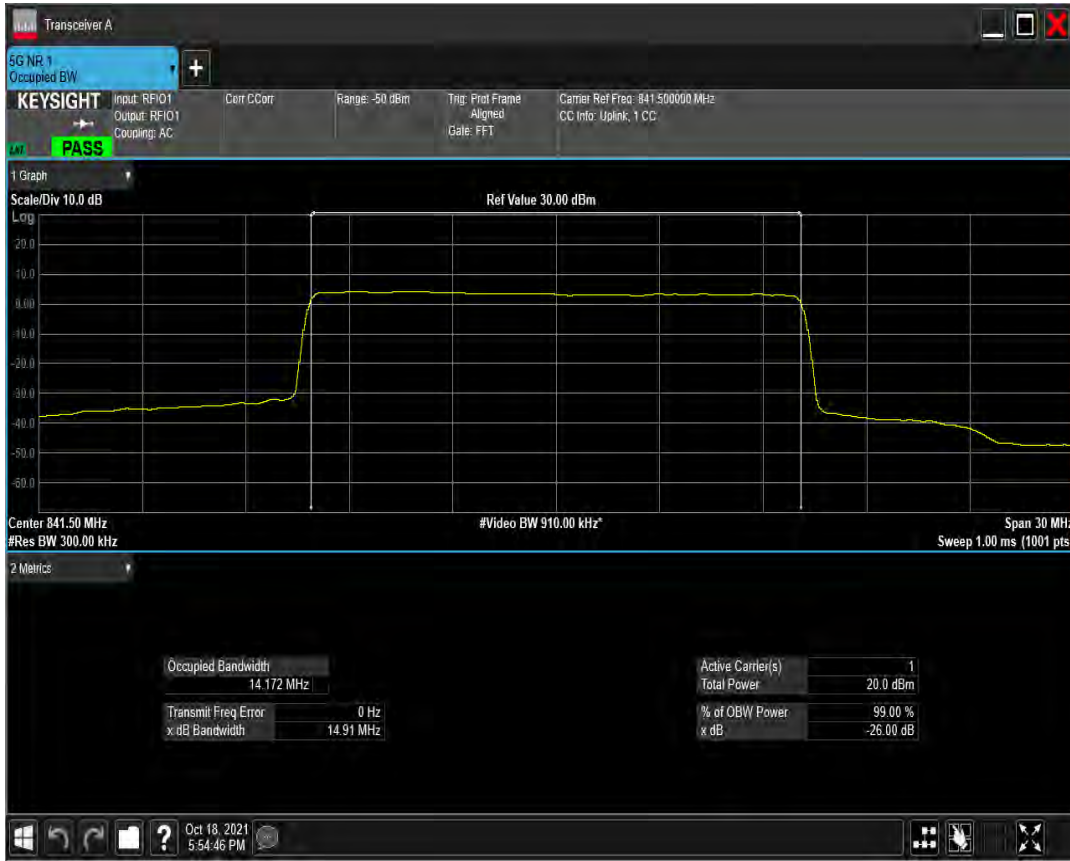 Transceiver A
5G NR 1
Occupied BW
+
KEYSIGHT
Input: RFIO1
Output: RFIO1
Coupling: AC
PASS
Corr CCorr
Range: -50 dBm
Trig: Prot Frame
Aligned
Gate: FFT
Carrier Ref Freq: 841.500000 MHz
CC Info: Uplink, 1 CC
1 Graph
Scale/Div 10.0 dB
Ref Value 30.00 dBm
Log
20.0
10.0
0.00
-10.0
-20.0
-30.0
-40.0
-50.0
-60.0
Center 841.50 MHz
#Video BW 910.00 kHz*
Span 30 MHz
#Res BW 300.00 kHz
Sweep 1.00 ms (1001 pts
2 Metrics
Occupied Bandwidth
14.172 MHz
Transmit Freq Error 0 Hz
x dB Bandwidth 14.91 MHz
Active Carrier(s) 1
Total Power 20.0 dBm
% of OBW Power 99.00 %
x dB -26.00 dB
?
Oct 18, 2021
5:54:46 PM